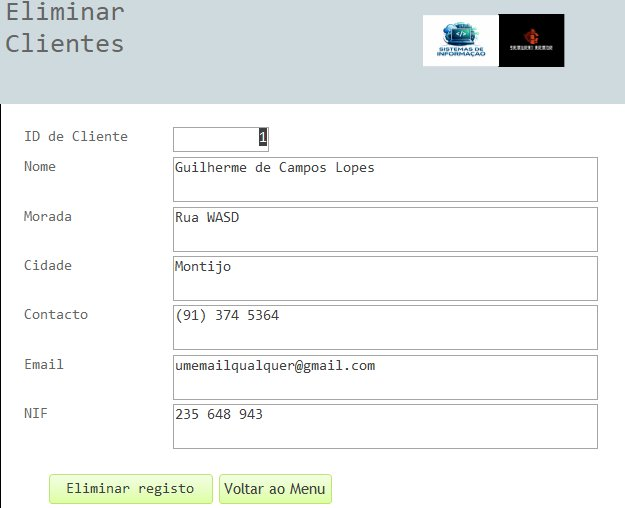 Eliminar
Clientes
SISTEMAS DE
INFORMAÇÃO
ID de Cliente 1
Nome Guilherme de Campos Lopes
Morada Rua WASD
Cidade Montijo
Contacto (91) 374 5364
Email umemailqualquer@gmail.com
NIF 235 648 943
Eliminar registo Voltar ao Menu